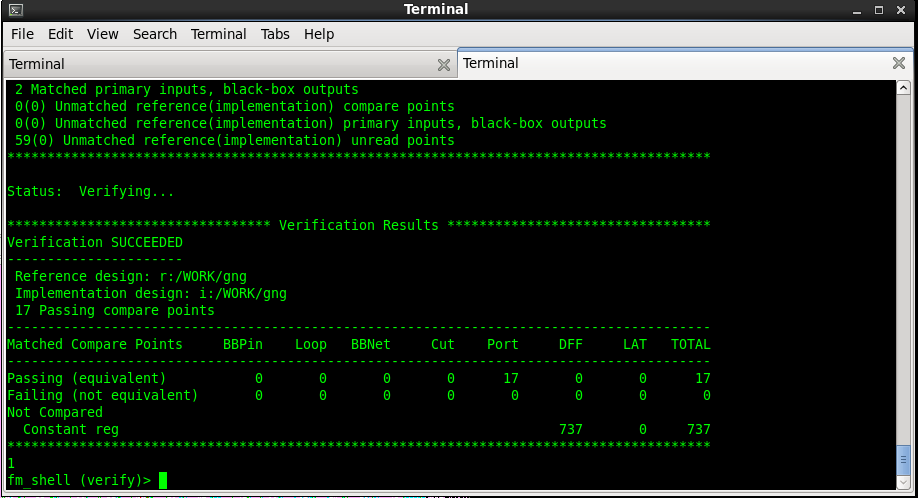 Terminal
File Edit View Search Terminal Tabs Help
Terminal Terminal
2 Matched primary inputs, black-box outputs
0(0) Unmatched reference(implementation) compare points
0(0) Unmatched reference(implementation) primary inputs, black-box outputs
59(0) Unmatched reference(implementation) unread points
****************************************************************************************
Status:  Verifying...
********************************* Verification Results *********************************
Verification SUCCEEDED
----------------------
Reference design: r:/WORK/gng
Implementation design: i:/WORK/gng
17 Passing compare points
----------------------------------------------------------------------------------------
Matched Compare Points     BBPin    Loop   BBNet     Cut    Port     DFF     LAT   TOTAL
----------------------------------------------------------------------------------------
Passing (equivalent)           0       0       0       0      17       0       0      17
Failing (not equivalent)       0       0       0       0       0       0       0       0
Not Compared
Constant reg                                                       737       0     737
****************************************************************************************
1
fm_shell (verify)>